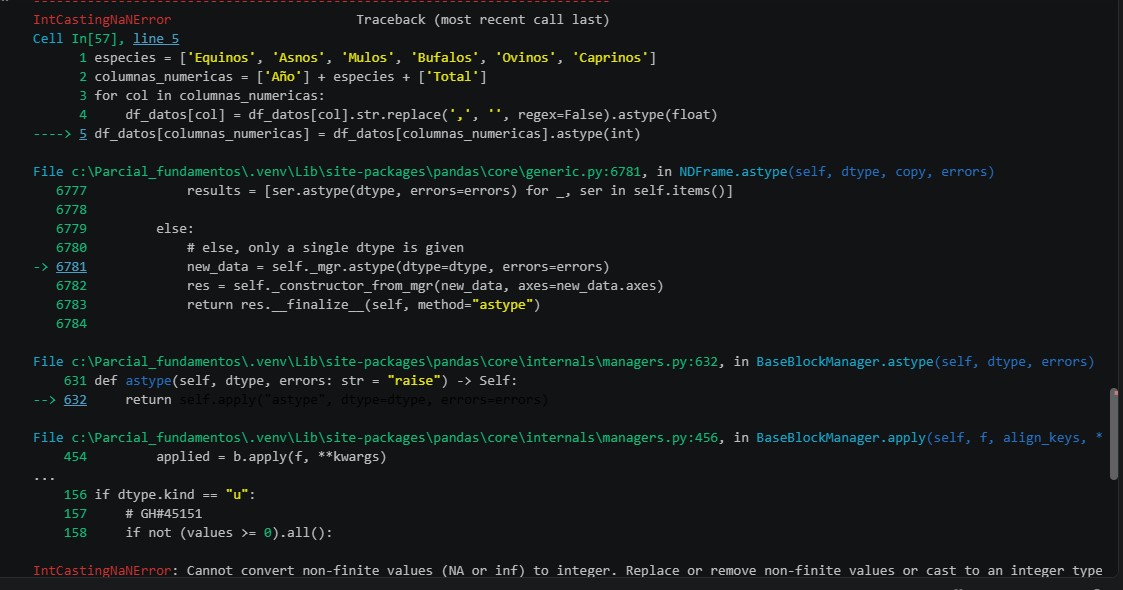 IntCastingNaNError                        Traceback (most recent call last)
Cell In[57], line 5
      1 especies = ['Equinos', 'Asnos', 'Mulos', 'Bufalos', 'Ovinos', 'Caprinos']
      2 columnas_numericas = ['Año'] + especies + ['Total']
      3 for col in columnas_numericas:
      4     df_datos[col] = df_datos[col].str.replace(',', '', regex=False).astype(float)
----> 5 df_datos[columnas_numericas] = df_datos[columnas_numericas].astype(int)
File c:\Parcial_fundamentos\.venv\Lib\site-packages\pandas\core\generic.py:6781, in NDFrame.astype(self, dtype, copy, errors)
   6777             results = [ser.astype(dtype, errors=errors) for _, ser in self.items()]
   6778
   6779         else:
   6780             # else, only a single dtype is given
-> 6781             new_data = self._mgr.astype(dtype=dtype, errors=errors)
   6782             res = self._constructor_from_mgr(new_data, axes=new_data.axes)
   6783             return res.__finalize__(self, method="astype")
   6784
File c:\Parcial_fundamentos\.venv\Lib\site-packages\pandas\core\internals\managers.py:632, in BaseBlockManager.astype(self, dtype, errors)
    631 def astype(self, dtype, errors: str = "raise") -> Self:
--> 632     return self.apply("astype", dtype=dtype, errors=errors)
File c:\Parcial_fundamentos\.venv\Lib\site-packages\pandas\core\internals\managers.py:456, in BaseBlockManager.apply(self, f, align_keys, *
    454         applied = b.apply(f, **kwargs)
...
    156 if dtype.kind == "u":
    157     # GH#45151
    158     if not (values >= 0).all():
IntCastingNaNError: Cannot convert non-finite values (NA or inf) to integer. Replace or remove non-finite values or cast to an integer type